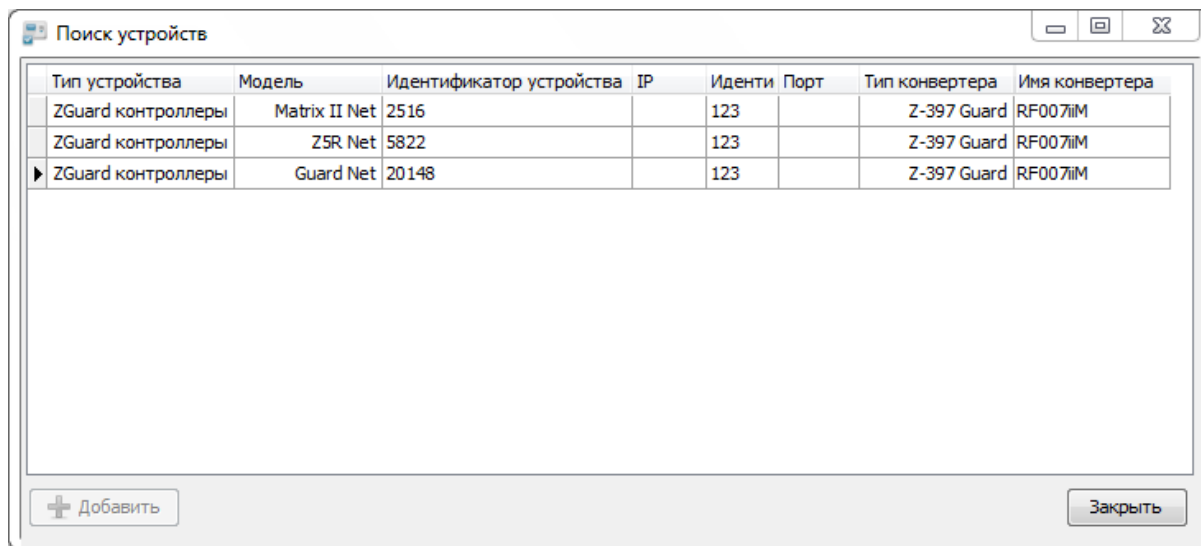 Поиск устройств
Тип устройства Модель Идентификатор устройства IP Иденти Порт Тип конвертера Имя конвертера
ZGuard контроллеры Matrix II Net 2516 123 Z-397 Guard RF007iiM
ZGuard контроллеры Z5R Net 5822 123 Z-397 Guard RF007iiM
ZGuard контроллеры Guard Net 20148 123 Z-397 Guard RF007iiM
Добавить Закрыть